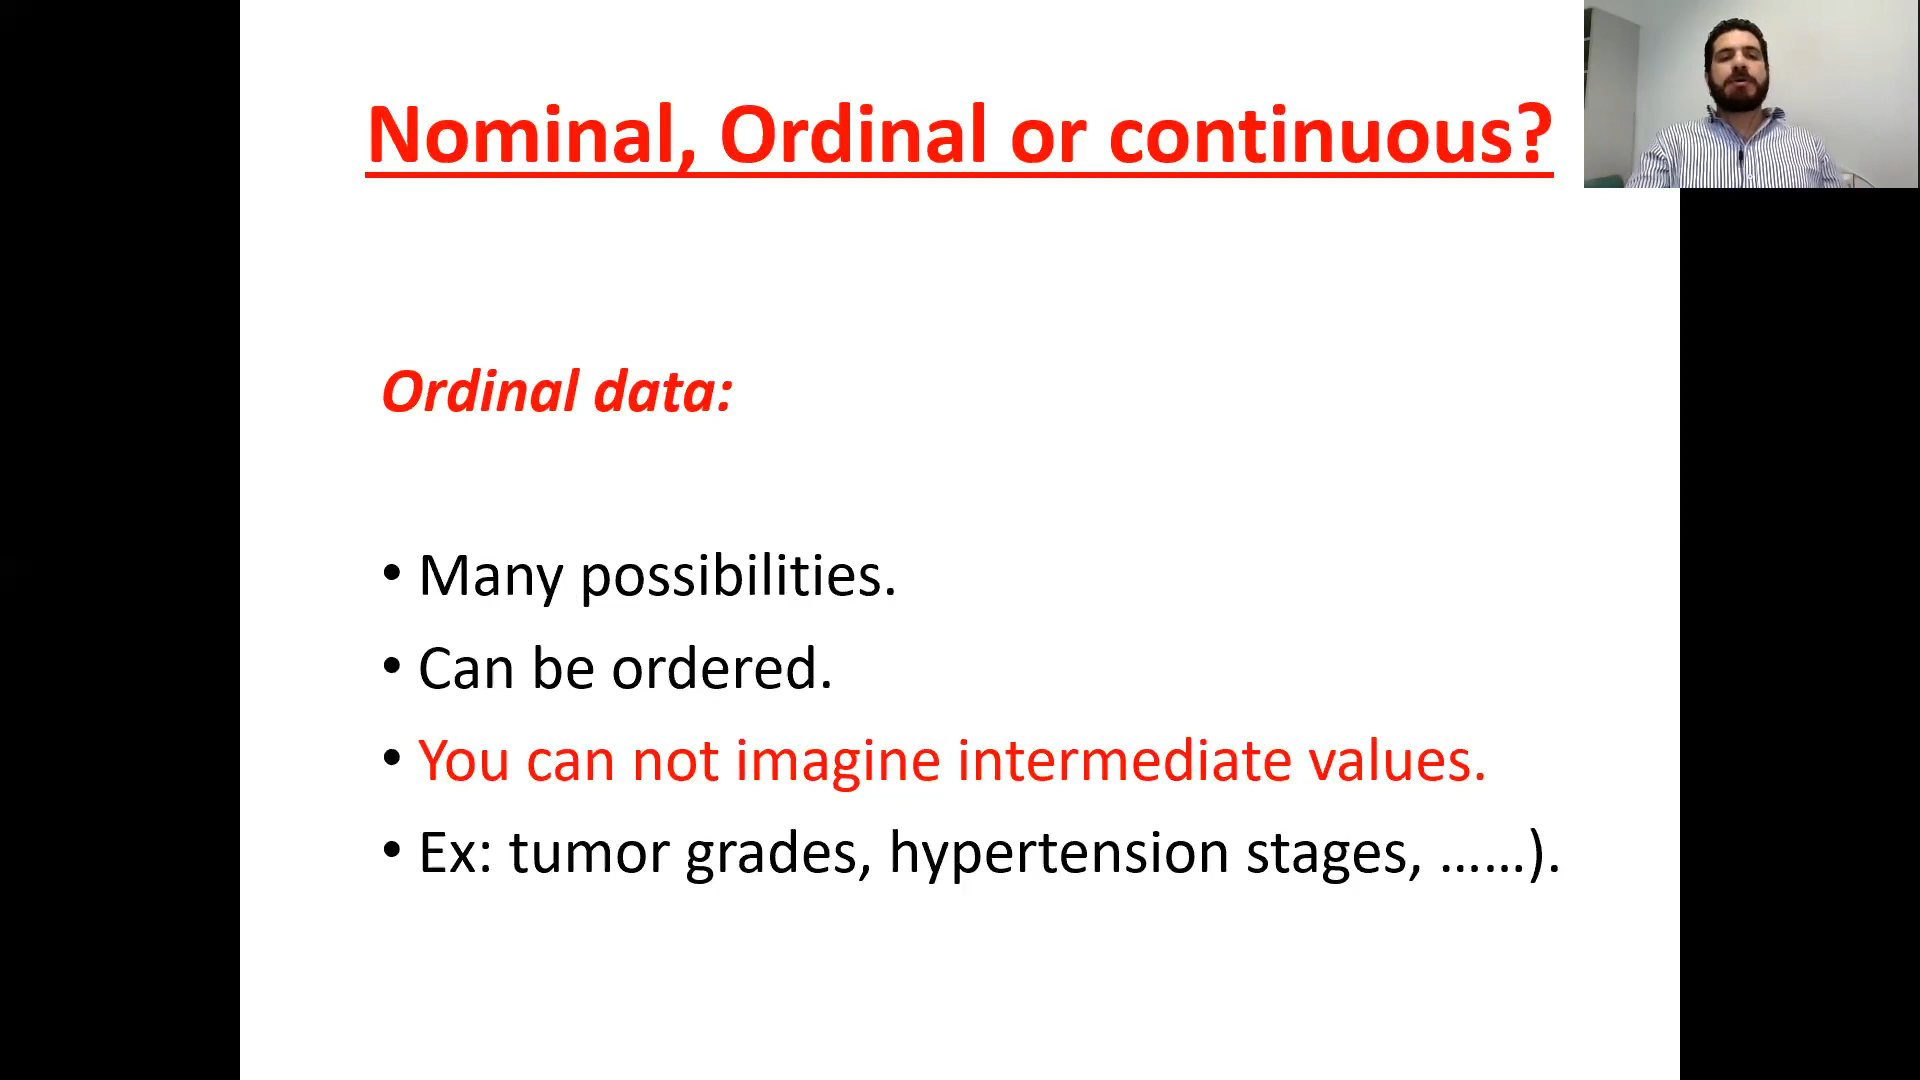 Nominal, Ordinal or continuous?
Ordinal data:
• Many possibilities.
• Can be ordered.
• You can not imagine intermediate values.
• Ex: tumor grades, hypertension stages, ……).